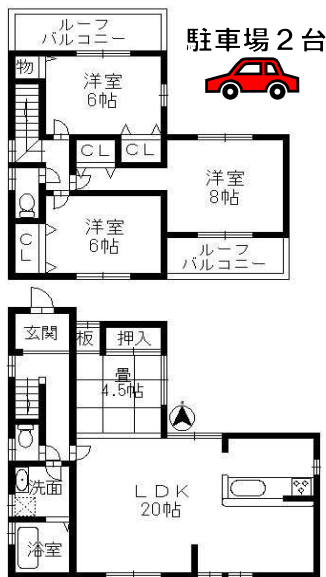 ルーフ
バルコニー
駐車場２台
物
洋室
6帖
ＣＬ
ＣＬ
洋室
8帖
洋室
6帖
ＣＬ
ルーフ
バルコニー
玄関
板
押入
畳
4.5帖
洗面
ＬＤＫ
20帖
浴室